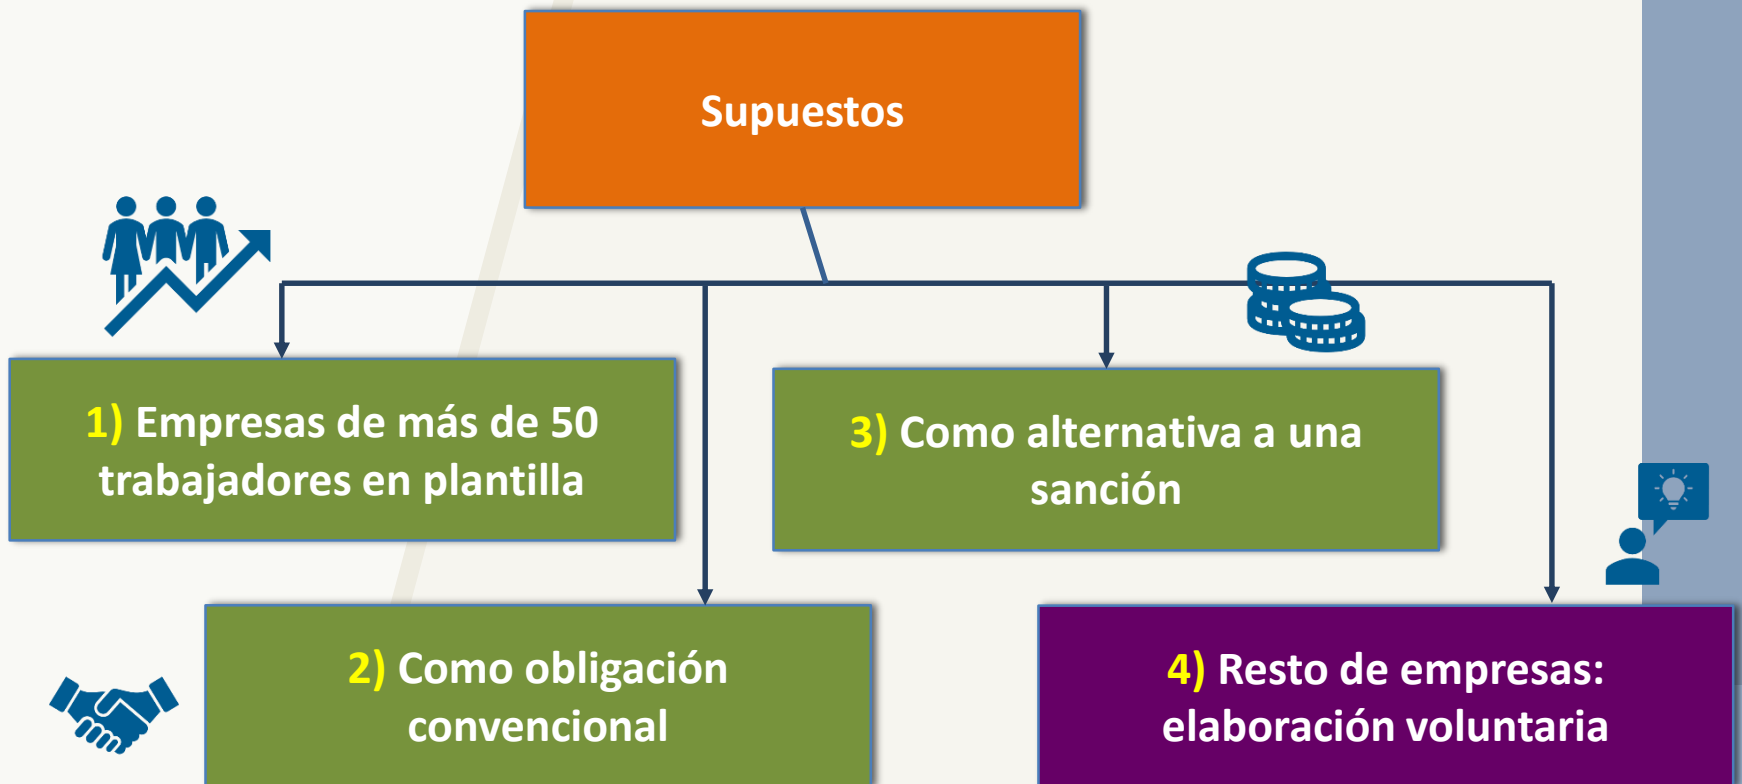 Supuestos
1) Empresas de más de 50
trabajadores en plantilla
2) Como obligación
convencional
3) Como alternativa a una
sanción
4) Resto de empresas:
elaboración voluntaria